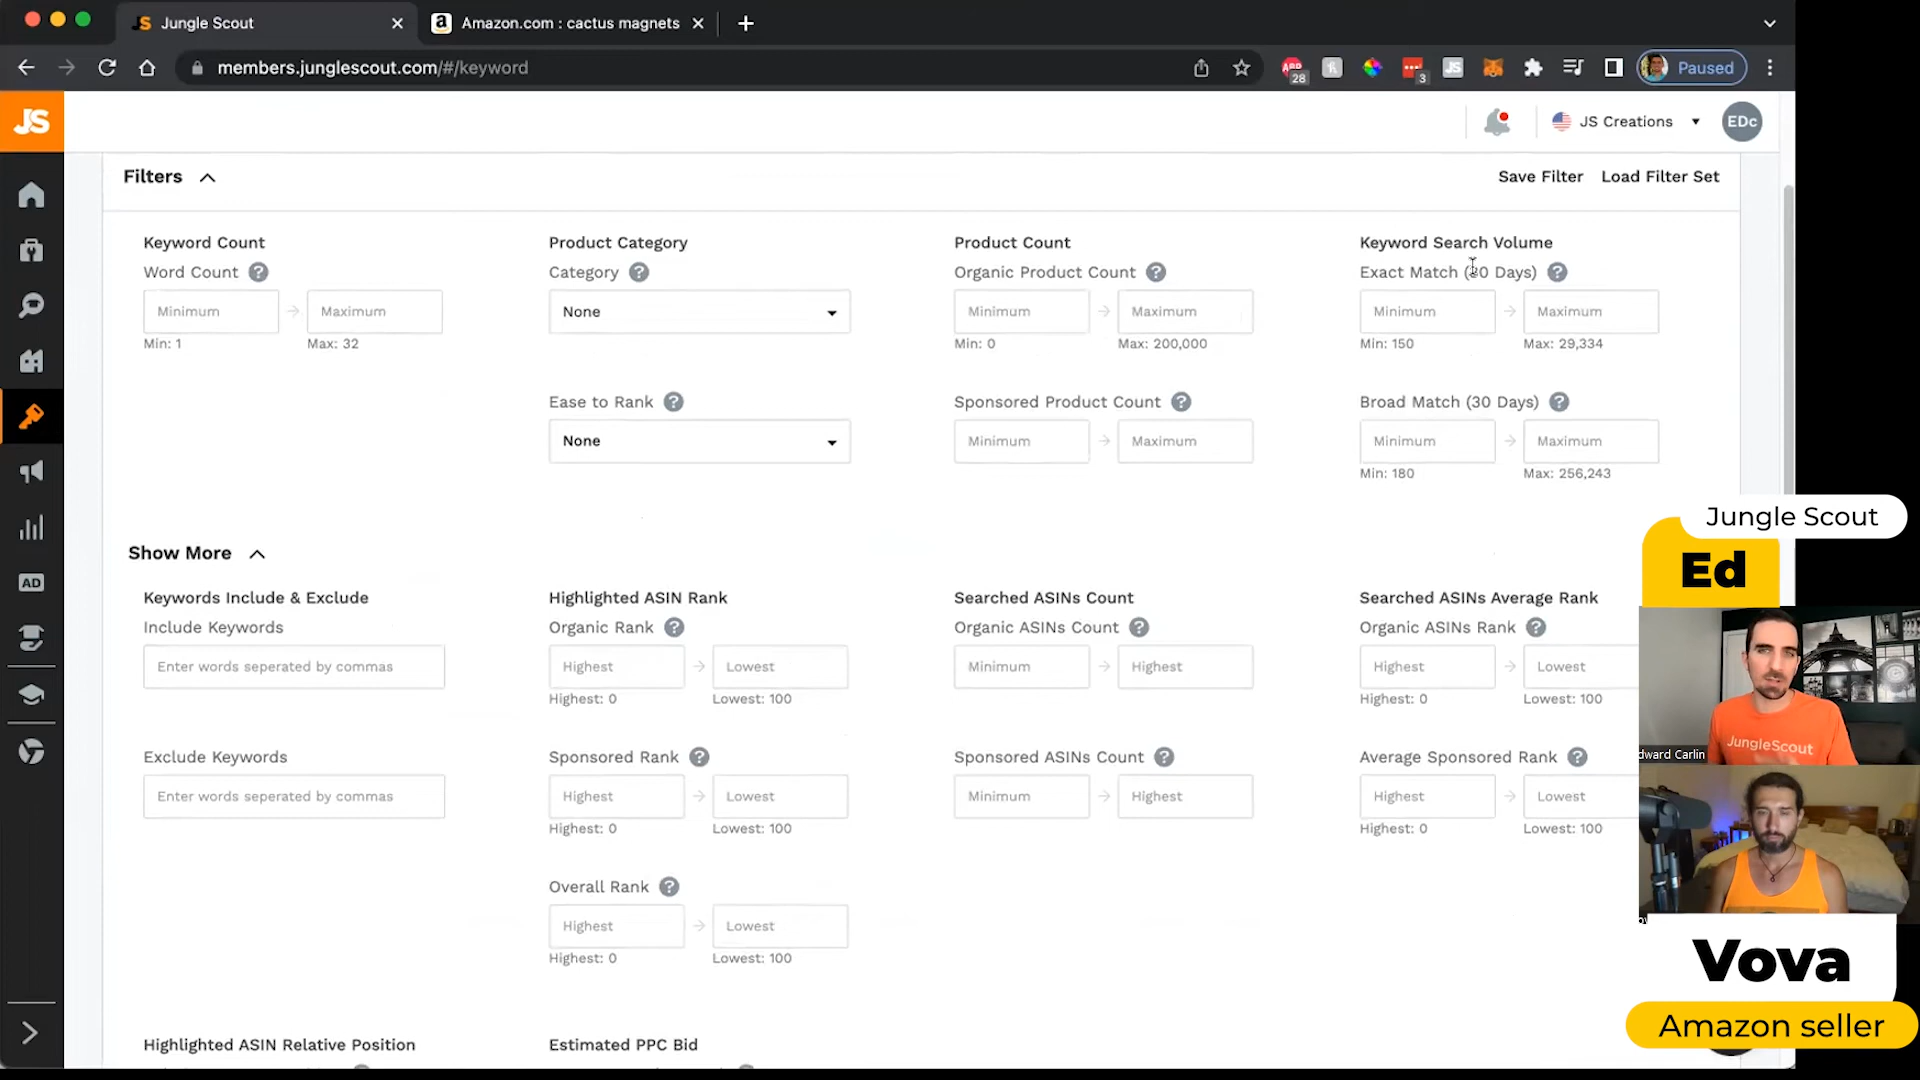 Jungle Scout
Amazon.com : cactus magnets
members.junglescout.com/#/keyword
ABP
28
3
JS
Paused
JS
JS Creations
EDc
Filters
Save Filter
Load Filter Set
Keyword Count
Product Category
Product Count
Keyword Search Volume
Word Count ?
Category ?
Organic Product Count ?
Exact Match (30 Days) ?
Minimum
Maximum
None
Minimum
Maximum
Minimum
Maximum
Min: 1
Max: 32
Min: 0
Max: 200,000
Min: 150
Max: 29,334
Ease to Rank ?
Sponsored Product Count ?
Broad Match (30 Days) ?
None
Minimum
Maximum
Minimum
Maximum
Min: 180
Max: 256,243
Jungle Scout
Show More
Ed
AD
Keywords Include & Exclude
Highlighted ASIN Rank
Searched ASINs Count
Searched ASINs Average Rank
Include Keywords
Organic Rank ?
Organic ASINs Count ?
Organic ASINs Rank ?
Enter words seperated by commas
Highest
Lowest
Minimum
Highest
Highest
Lowest
Highest: 0
Lowest: 100
Highest: 0
Lowest: 100
JungleScout
dward Carlin
Exclude Keywords
Sponsored Rank ?
Sponsored ASINs Count ?
Average Sponsored Rank ?
Enter words seperated by commas
Highest
Lowest
Minimum
Highest
Highest
Lowest
Highest: 0
Lowest: 100
Highest: 0
Lowest: 100
Overall Rank ?
Highest
Lowest
Highest: 0
Lowest: 100
Vova
Amazon seller
Highlighted ASIN Relative Position
Estimated PPC Bid